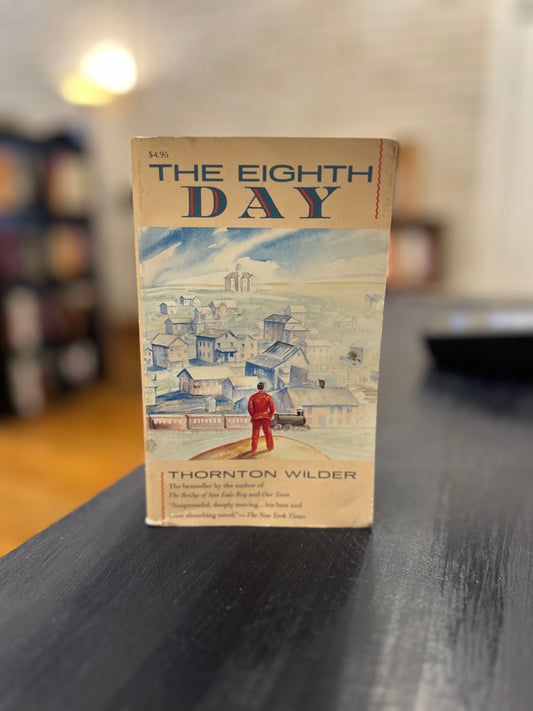 $4.95
THE EIGHTH
DAY
THORNTON WILDER
The bestseller by the author of
The Bridge of San Luis Rey and Our Town
"Suspenseful, deeply moving...his best and
most absorbing novel."—The New York Times